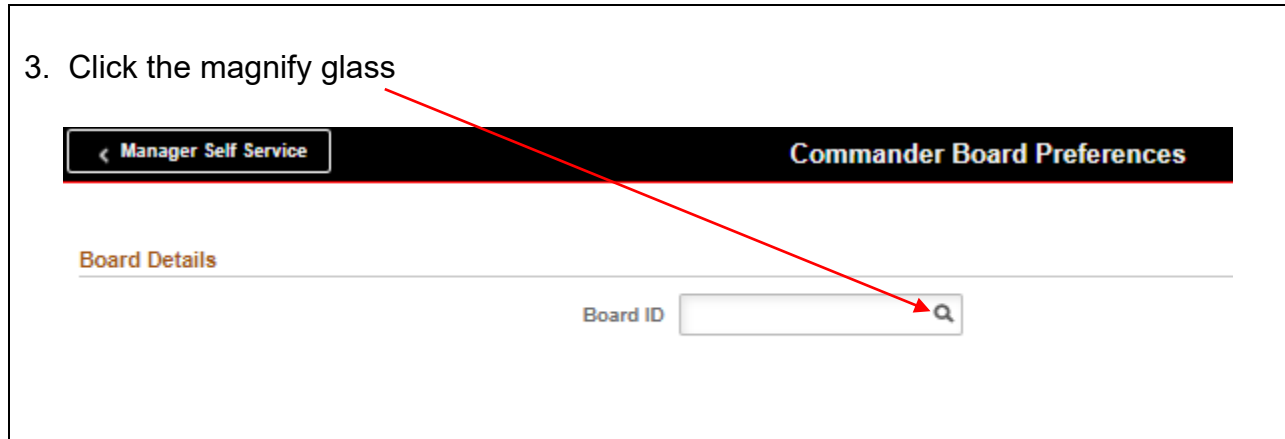 3. Click the magnify glass
Manager Self Service
Commander Board Preferences
Board Details
Board ID